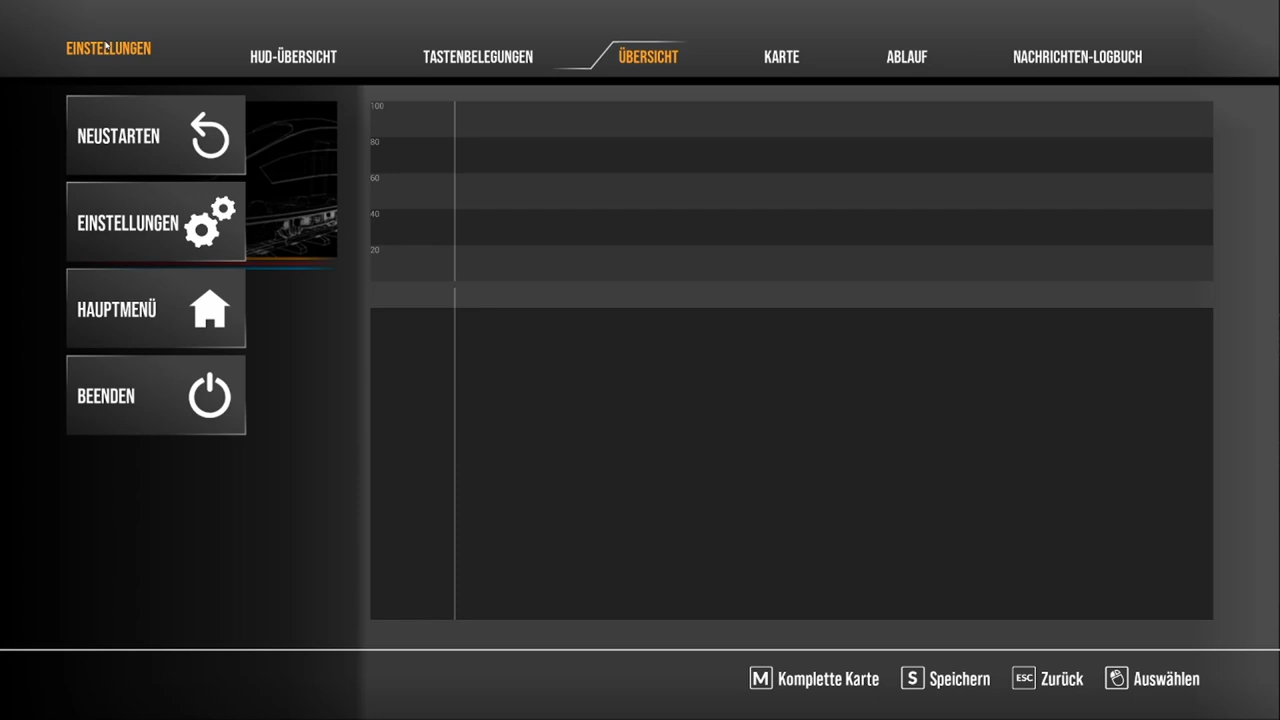 EINSTELLUNGEN
HUD-ÜBERSICHT
TASTENBELEGUNGEN
ÜBERSICHT
KARTE
ABLAUF
NACHRICHTEN-LOGBUCH
NEUSTARTEN
EINSTELLUNGEN
HAUPTMENÜ
BEENDEN
100
80
60
40
20
M Komplette Karte
S Speichern
ESC Zurück
Auswählen